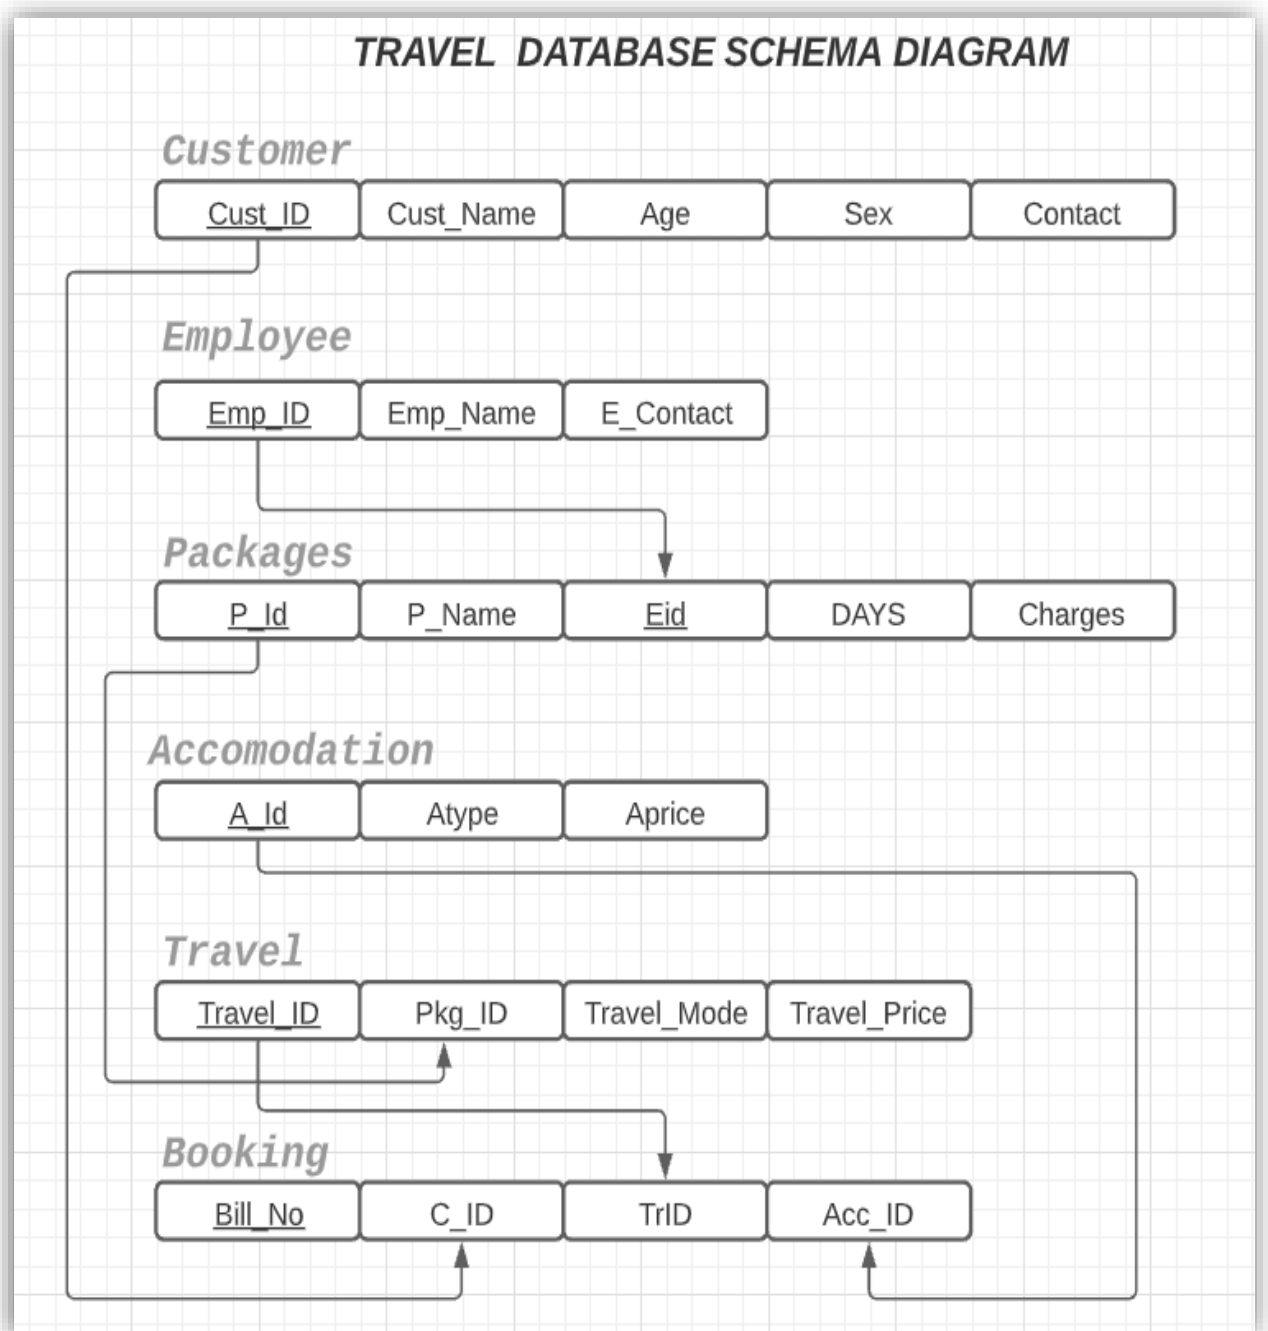 TRAVEL DATABASE SCHEMA DIAGRAM
Customer
Cust_ID Cust_Name Age Sex Contact
Employee
Emp_ID Emp_Name E_Contact
Packages
P_Id P_Name Eid DAYS Charges
Accomodation
A_Id Atype Aprice
Travel
Travel_ID Pkg_ID Travel_Mode Travel_Price
Booking
Bill_No C_ID TrID Acc_ID